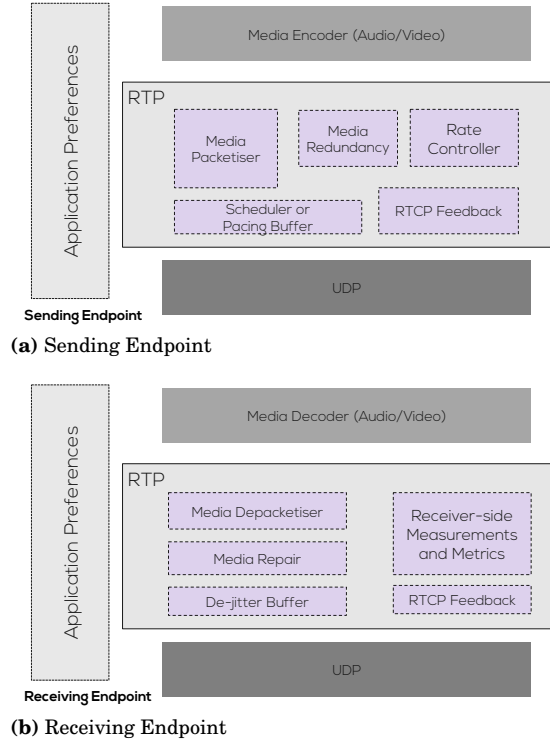 Application Preferences
Media Encoder (Audio/Video)
RTP
Media
Packetiser
Media
Redundancy
Rate
Controller
Scheduler or
Pacing Buffer
RTCP Feedback
UDP
Sending Endpoint
(a) Sending Endpoint
Application Preferences
Media Decoder (Audio/Video)
RTP
Media Depacketiser
Receiver-side
Measurements
and Metrics
Media Repair
De-jitter Buffer
RTCP Feedback
UDP
Receiving Endpoint
(b) Receiving Endpoint